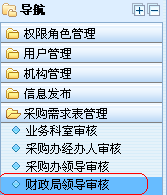 导航
权限角色管理
用户管理
机构管理
信息发布
采购需求表管理
业务科室审核
采购办经办人审核
采购办领导审核
财政局领导审核